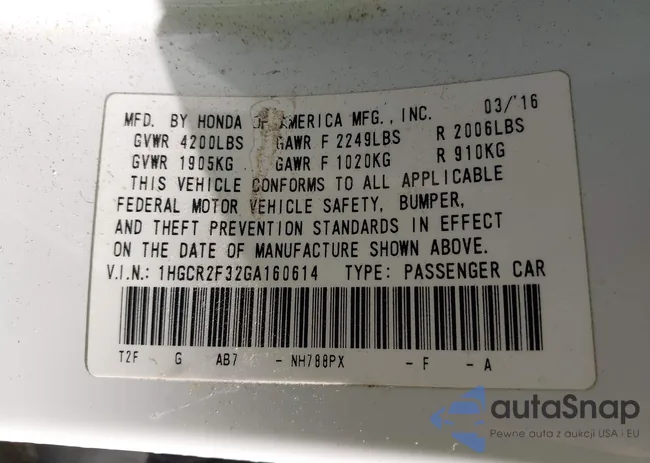 MFD. BY HONDA OF AMERICA MFG., INC. 03/'16
GVWR 4200LBS GAWR F 2249LBS R 2006LBS
GVWR 1905KG GAWR F 1020KG R 910KG
THIS VEHICLE CONFORMS TO ALL APPLICABLE
FEDERAL MOTOR VEHICLE SAFETY, BUMPER,
AND THEFT PREVENTION STANDARDS IN EFFECT
ON THE DATE OF MANUFACTURE SHOWN ABOVE.
V.I.N.: 1HGCR2F32GA160614 TYPE: PASSENGER CAR
T2F G AB7 - NH788PX - F - A
autaSnap
Pewne auta z aukcji USA i EU